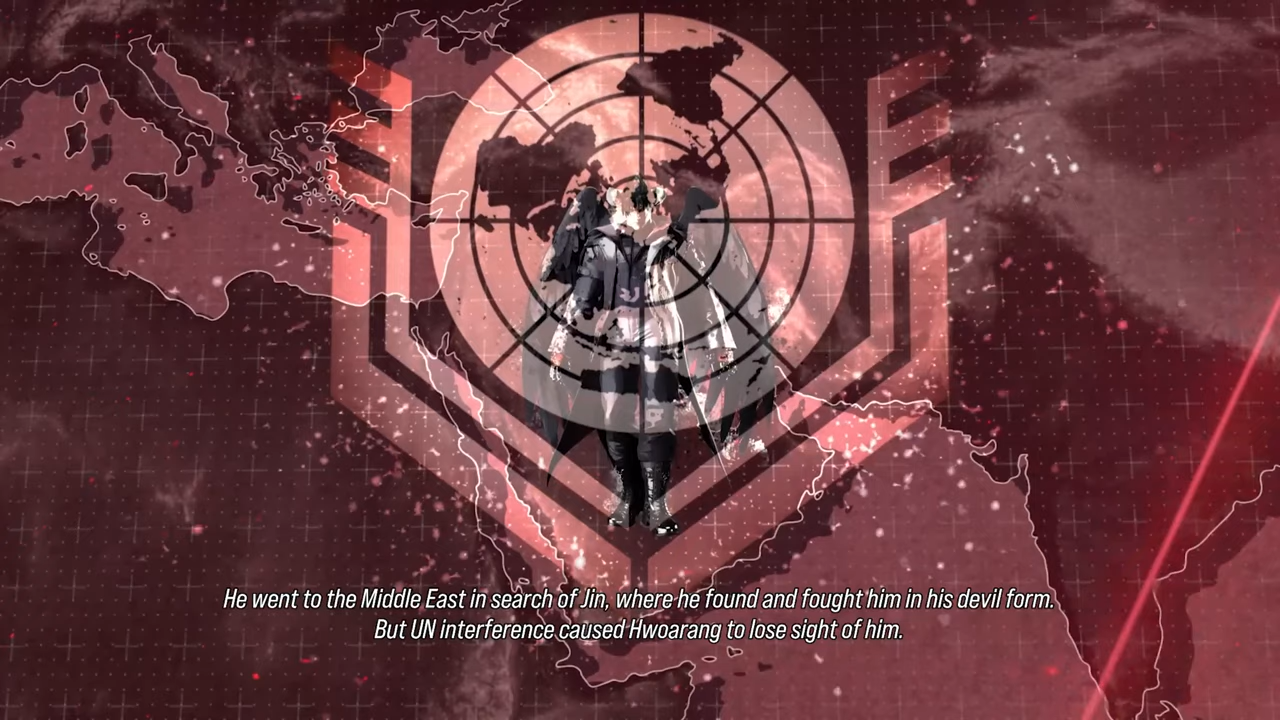 He went to the Middle East in search of Jin, where he found and fought him in his devil form.
But UN interference caused Hwoarang to lose sight of him.